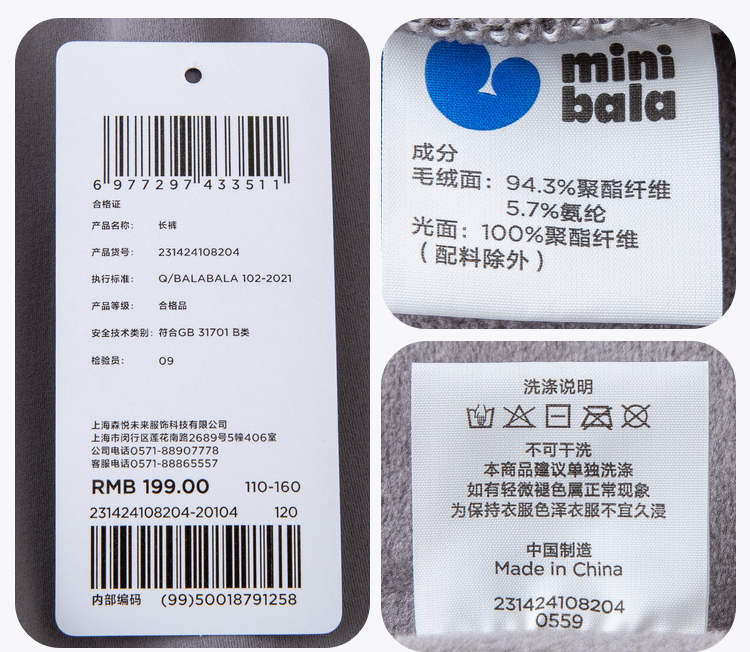 6 977297 433511
合格证
产品名称: 长裤
产品货号: 231424108204
执行标准: Q/BALABALA 102-2021
产品等级: 合格品
安全技术类别: 符合GB 31701 B类
检验员: 09
上海森悦未来服饰科技有限公司
上海市闵行区莲花南路2689号5幢406室
公司电话0571-88907778
客服电话0571-88865557
RMB 199.00 110-160
231424108204-20104 120
内部编码 (99)50018791258
mini
bala
成分
毛绒面: 94.3%聚酯纤维
5.7%氨纶
光面: 100%聚酯纤维
(配料除外)
洗涤说明
不可干洗
本商品建议单独洗涤
如有轻微褪色属正常现象
为保持衣服色泽衣服不宜久浸
中国制造
Made in China
231424108204
0559